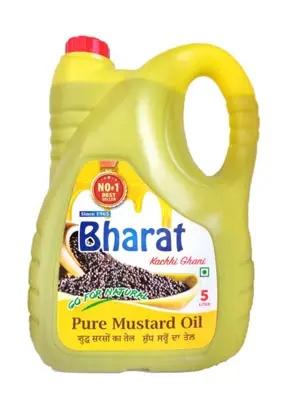 NO★1
BEST
SELLER
Since 1965
Bharat
Kachhi Ghani
GO FOR NATURAL
5
LITRE
Pure Mustard Oil
शुद्ध सरसों का तेल ਸ਼ੁੱਧ ਸਰ੍ਹੋਂ ਦਾ ਤੇਲ